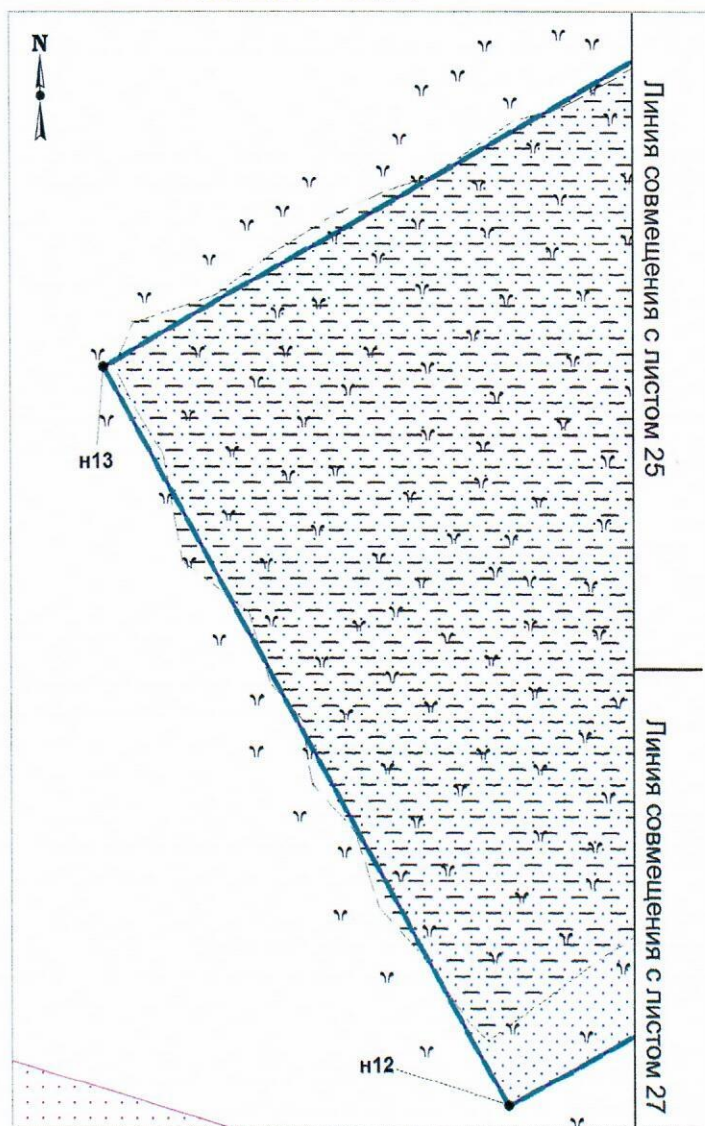 N
Линия совмещения с листом 25
н13
Линия совмещения с листом 27
н12